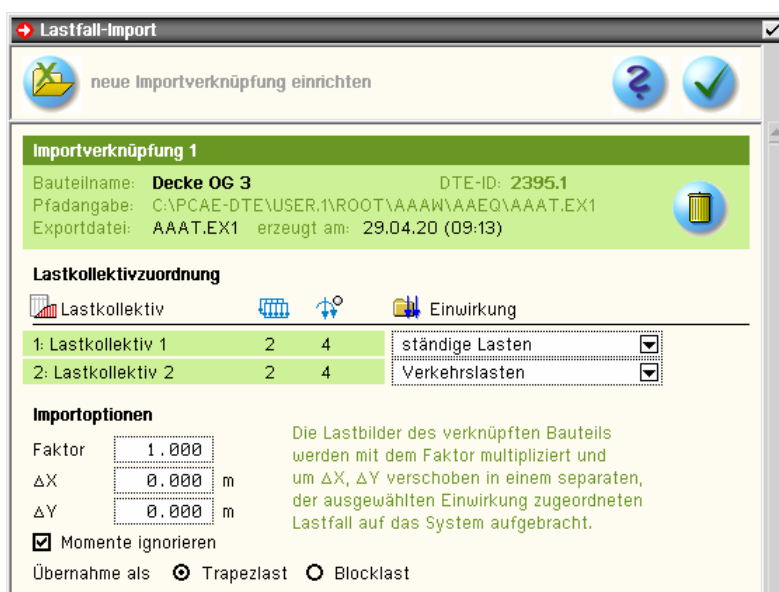 Lastfall-Import
neue Importverknüpfung einrichten
Importverknüpfung 1
Bauteilname: Decke OG 3 DTE-ID: 2395.1
Pfadangabe: C:\PCAE-DTE\USER.1\ROOT\AAAW\AAEQ\AAAT.EX1
Exportdatei: AAAT.EX1 erzeugt am: 29.04.20 (09:13)
Lastkollektivzuordnung
Lastkollektiv Einwirkung
1: Lastkollektiv 1 2 4 ständige Lasten
2: Lastkollektiv 2 2 4 Verkehrslasten
Importoptionen
Faktor 1.000
ΔX 0.000 m
ΔY 0.000 m
Die Lastbilder des verknüpften Bauteils
werden mit dem Faktor multipliziert und
um ΔX, ΔY verschoben in einem separaten,
der ausgewählten Einwirkung zugeordneten
Lastfall auf das System aufgebracht.
Momente ignorieren
Übernahme als Trapezlast Blocklast